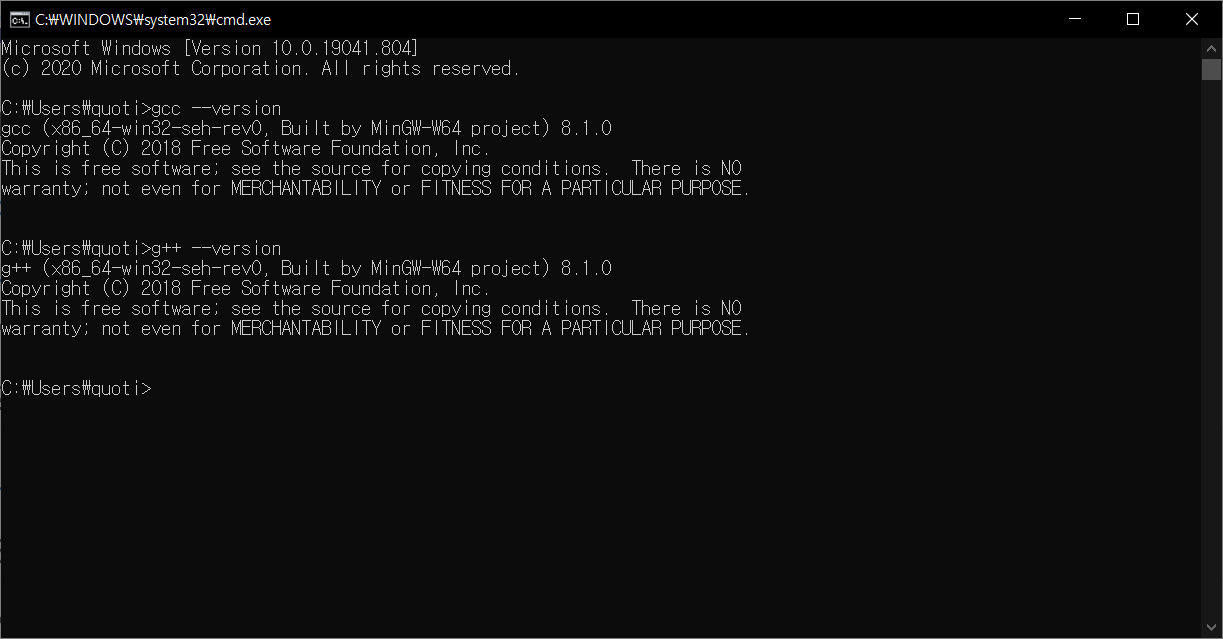 C:₩WINDOWS₩system32₩cmd.exe
Microsoft Windows [Version 10.0.19041.804]
(c) 2020 Microsoft Corporation. All rights reserved.
C:₩Users₩quoti>gcc --version
gcc (x86_64-win32-seh-rev0, Built by MinGW-W64 project) 8.1.0
Copyright (C) 2018 Free Software Foundation, Inc.
This is free software; see the source for copying conditions.  There is NO
warranty; not even for MERCHANTABILITY or FITNESS FOR A PARTICULAR PURPOSE.
C:₩Users₩quoti>g++ --version
g++ (x86_64-win32-seh-rev0, Built by MinGW-W64 project) 8.1.0
Copyright (C) 2018 Free Software Foundation, Inc.
This is free software; see the source for copying conditions.  There is NO
warranty; not even for MERCHANTABILITY or FITNESS FOR A PARTICULAR PURPOSE.
C:₩Users₩quoti>